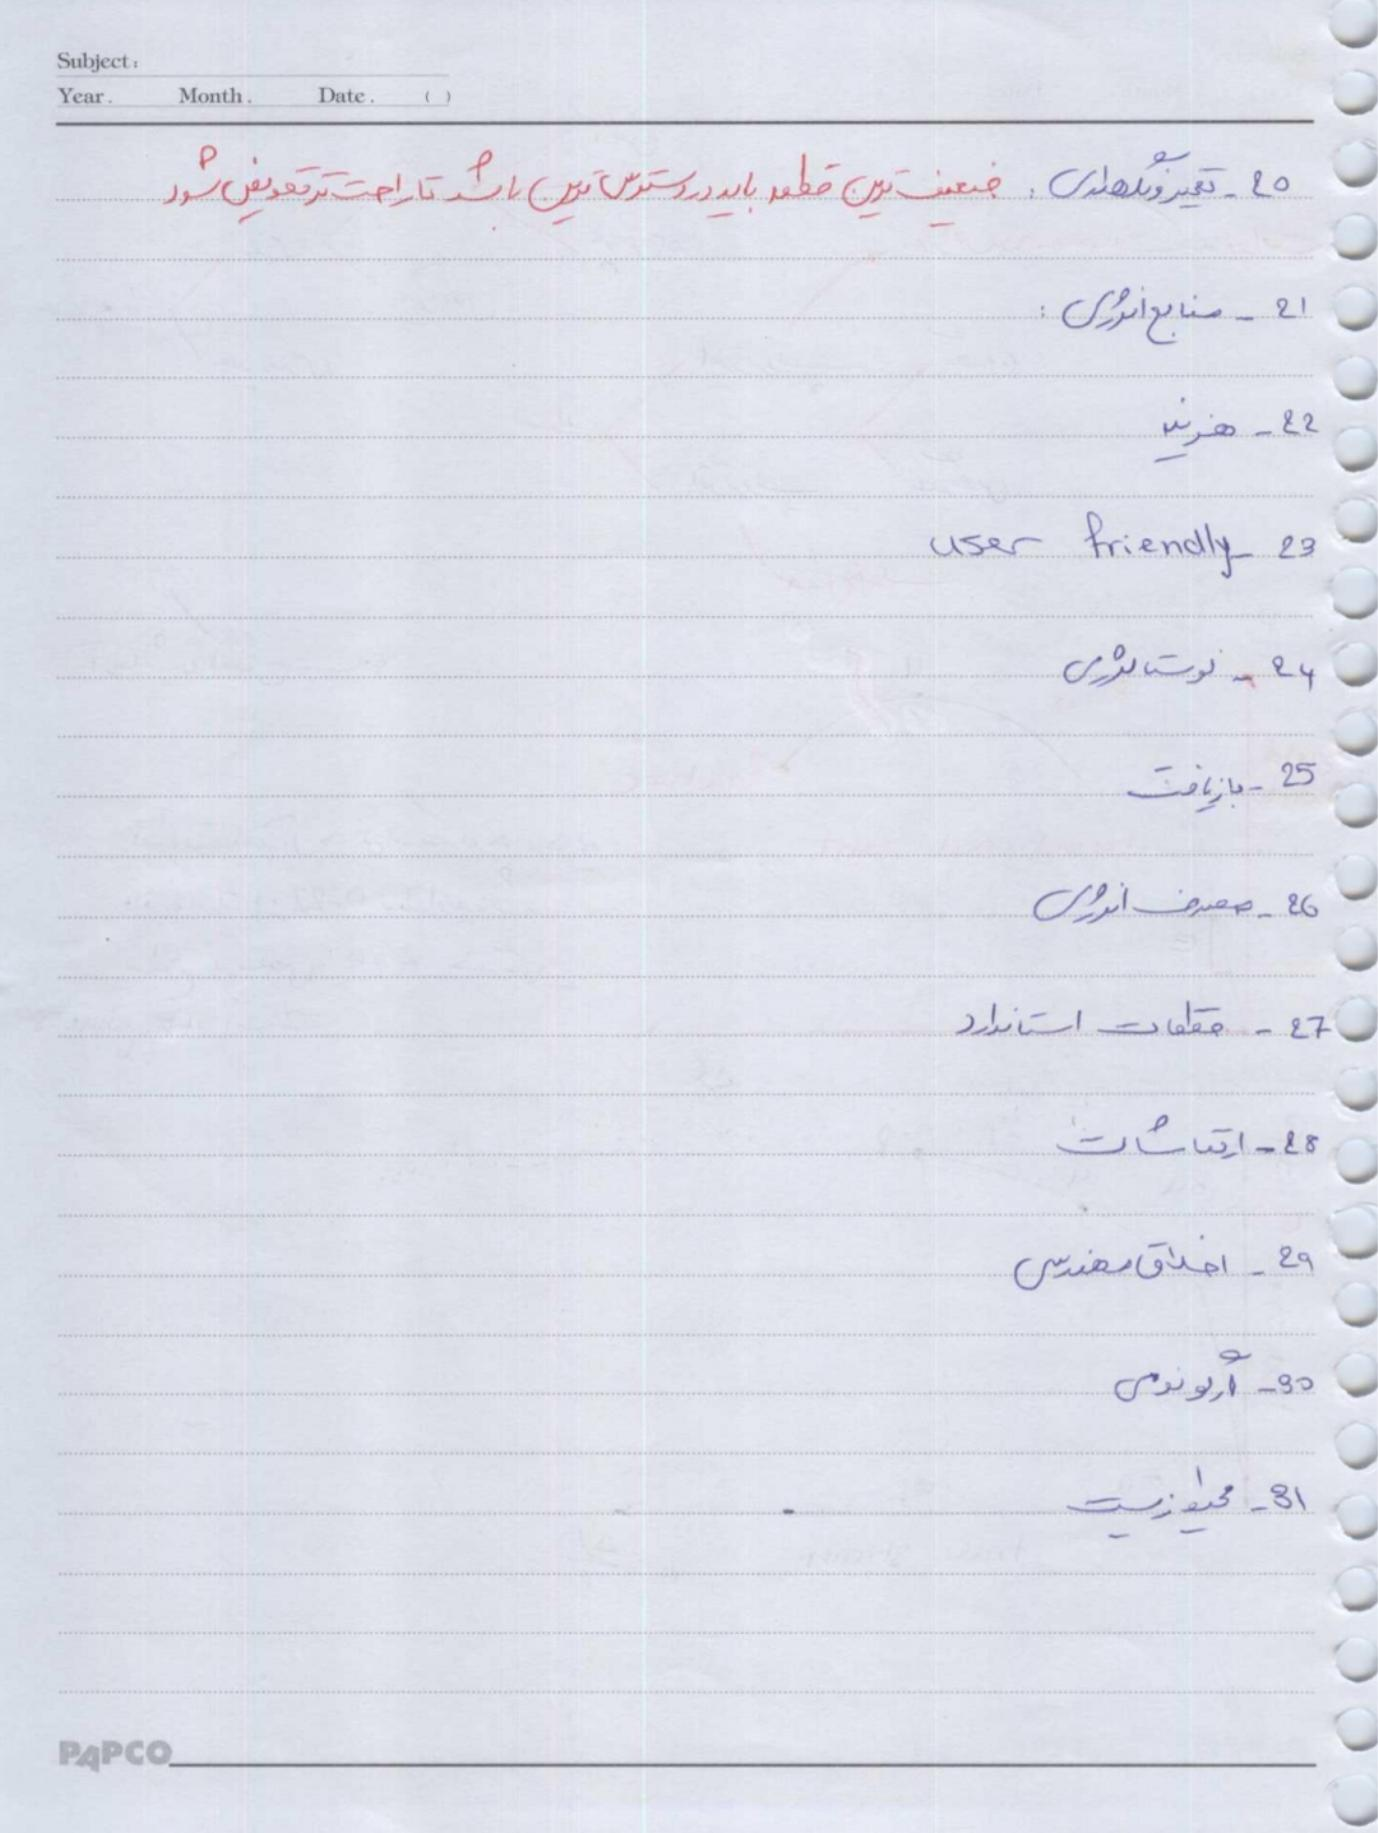 Subject:
Year. Month. Date. ( )
20- تعمیر و نگهداری : ضعیف ترین قطعه باید در دسترس ترین باشد تا راحت تر تعویض شود
21 - منابع انرژی :
22 - هزینه
23 - user friendly
24 - نوستالژی
25 - بازیافت
26 - مصرف انرژی
27 - قطعات استاندارد
28 - ارتعاشات
29 - اخلاق مهندسی
30 - ارگونومی
31 - محیط زیست
PAPCO